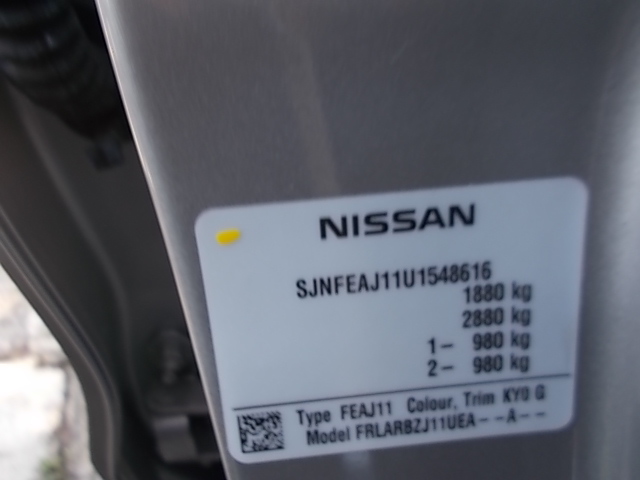 NISSAN
SJNFEAJ11U1548616
1880 kg
2880 kg
1- 980 kg
2- 980 kg
Type FEAJ11 Colour, Trim KY0 G
Model FRLARBZJ11UEA--A--